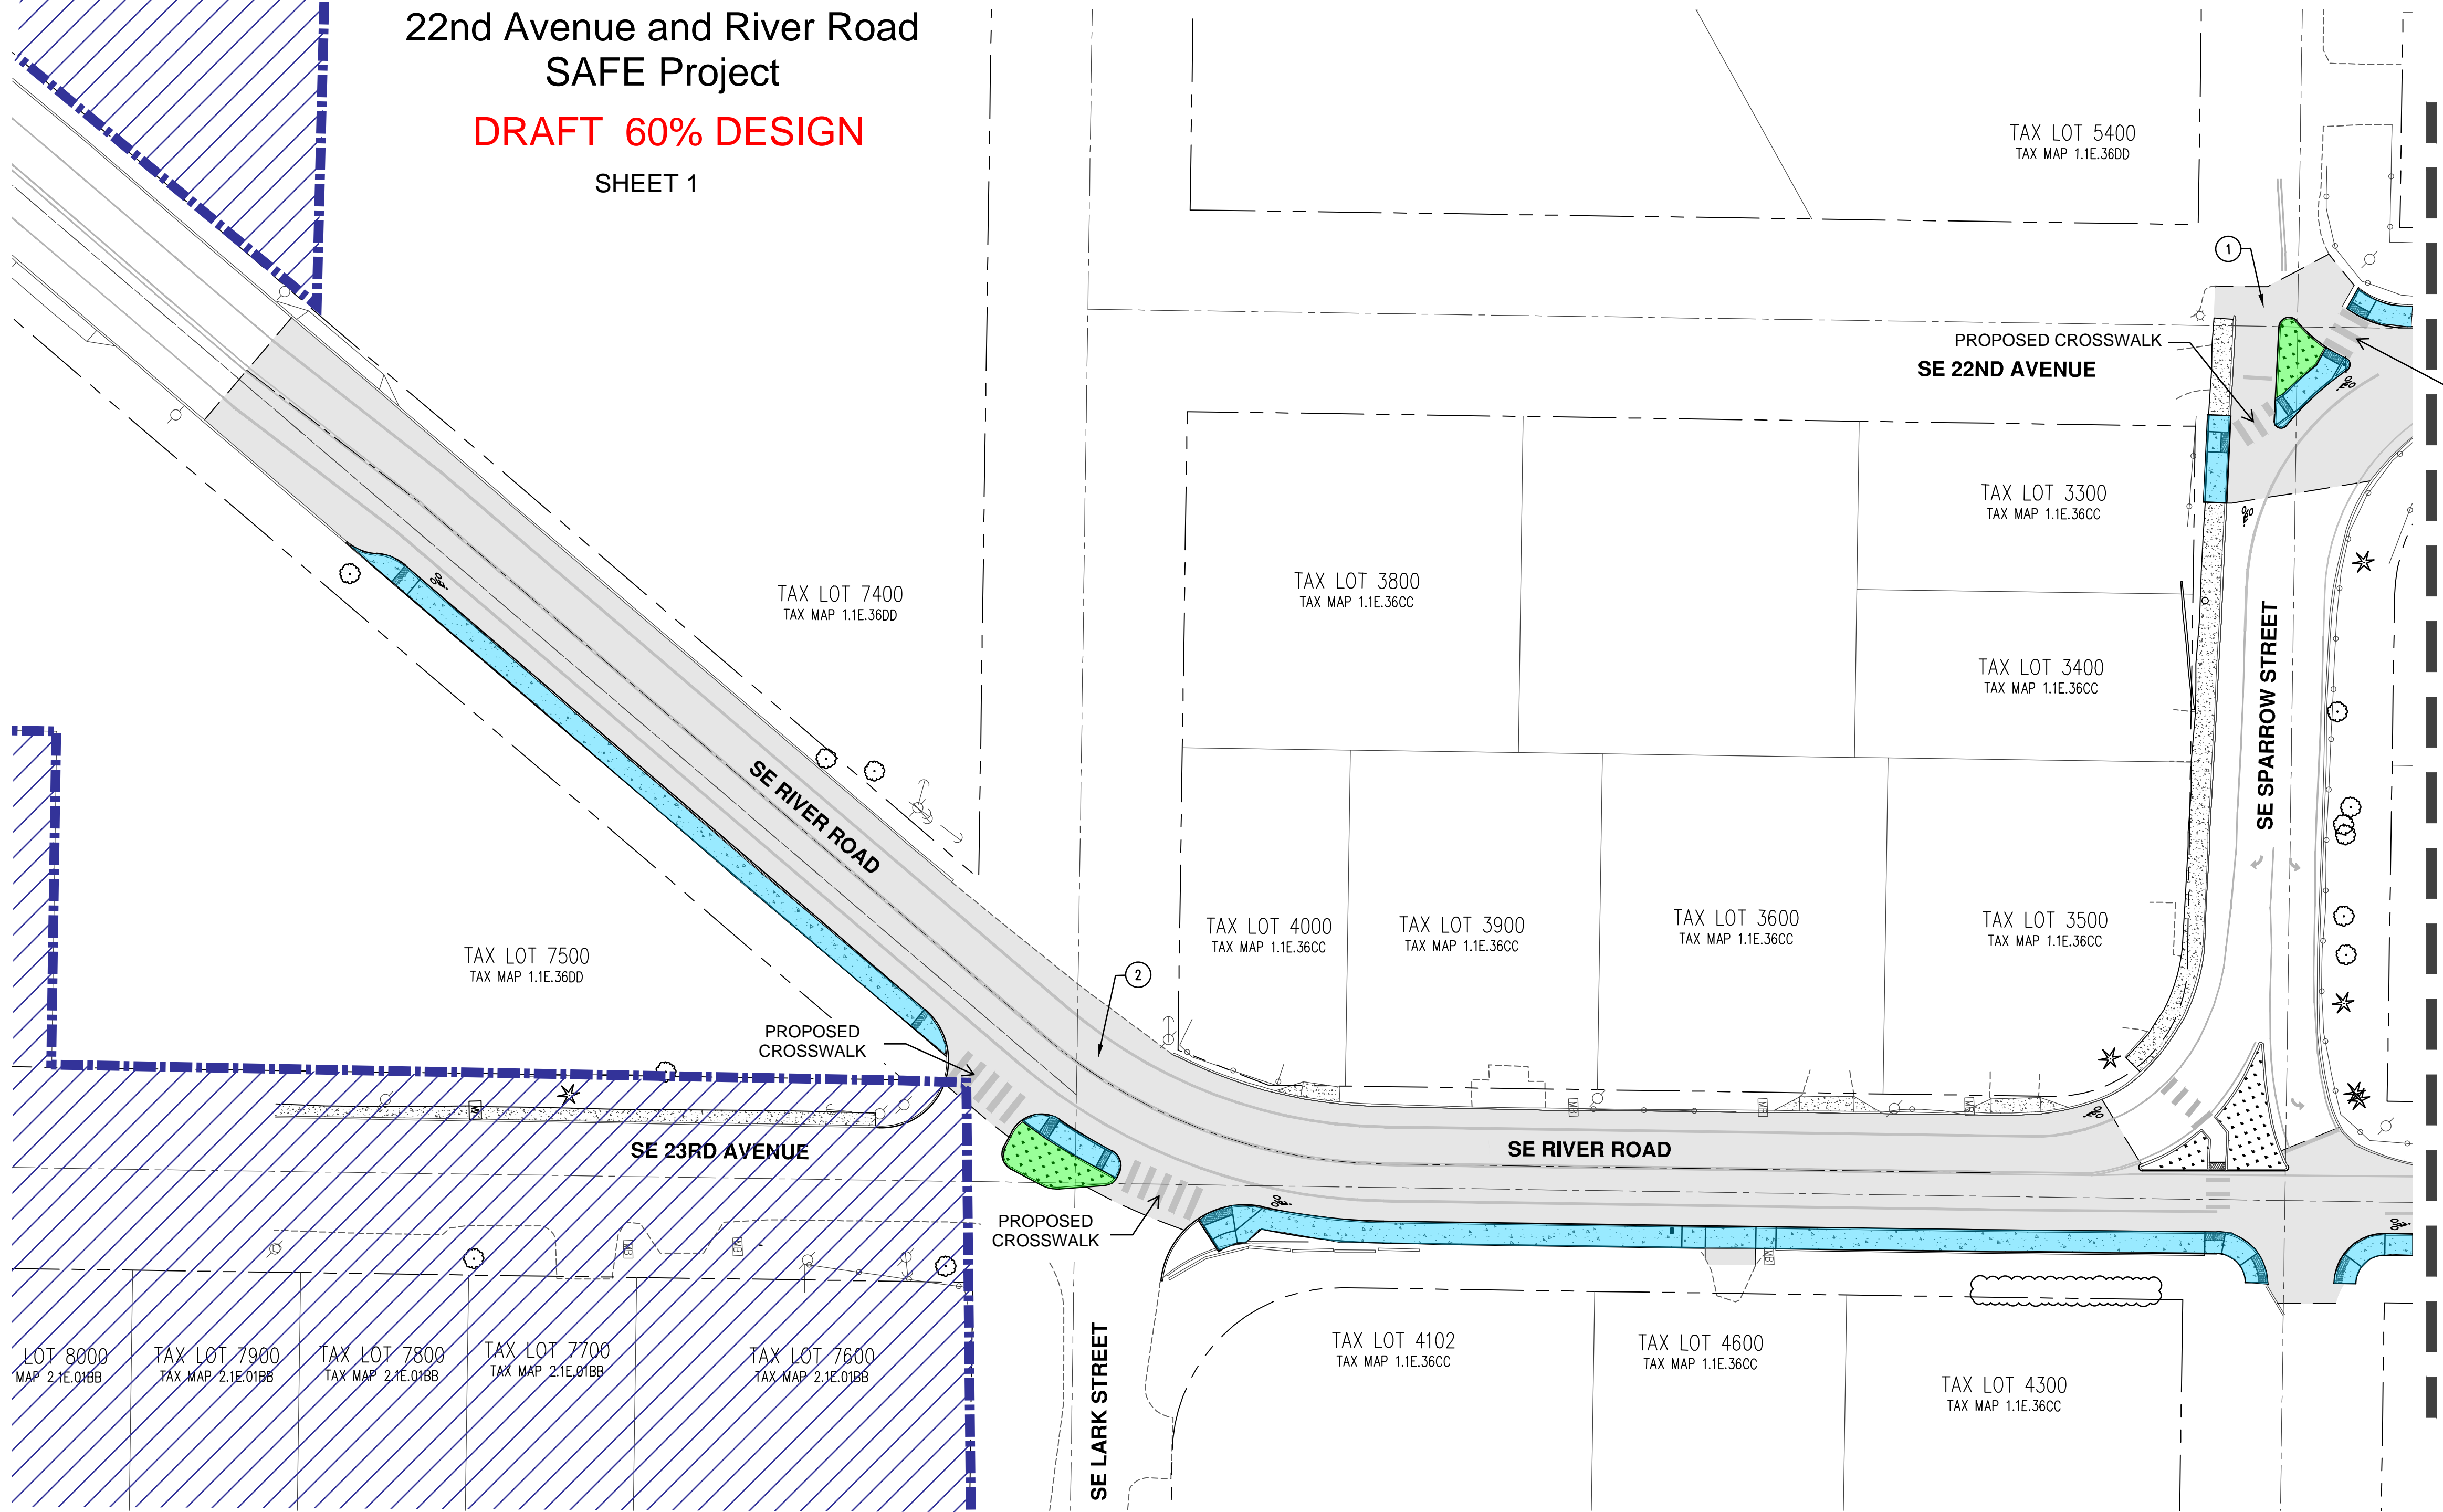 22nd Avenue and River Road
SAFE Project
DRAFT 60% DESIGN
SHEET 1
TAX LOT 5400
TAX MAP 1.1E.36DD
1
PROPOSED CROSSWALK
SE 22ND AVENUE
TAX LOT 3300
TAX MAP 1.1E.36CC
TAX LOT 3800
TAX MAP 1.1E.36CC
TAX LOT 7400
TAX MAP 1.1E.36DD
TAX LOT 3400
TAX MAP 1.1E.36CC
SE SPARROW STREET
SE RIVER ROAD
TAX LOT 4000
TAX MAP 1.1E.36CC
TAX LOT 3900
TAX MAP 1.1E.36CC
TAX LOT 3600
TAX MAP 1.1E.36CC
TAX LOT 3500
TAX MAP 1.1E.36CC
TAX LOT 7500
TAX MAP 1.1E.36DD
2
PROPOSED
CROSSWALK
MB
MB
MB
W
SE 23RD AVENUE
SE RIVER ROAD
PROPOSED
CROSSWALK
MB
MB
MB
SE LARK STREET
LOT 8000
MAP 2.1E.01BB
TAX LOT 7900
TAX MAP 2.1E.01BB
TAX LOT 7800
TAX MAP 2.1E.01BB
TAX LOT 7700
TAX MAP 2.1E.01BB
TAX LOT 7600
TAX MAP 2.1E.01BB
TAX LOT 4102
TAX MAP 1.1E.36CC
TAX LOT 4600
TAX MAP 1.1E.36CC
TAX LOT 4300
TAX MAP 1.1E.36CC